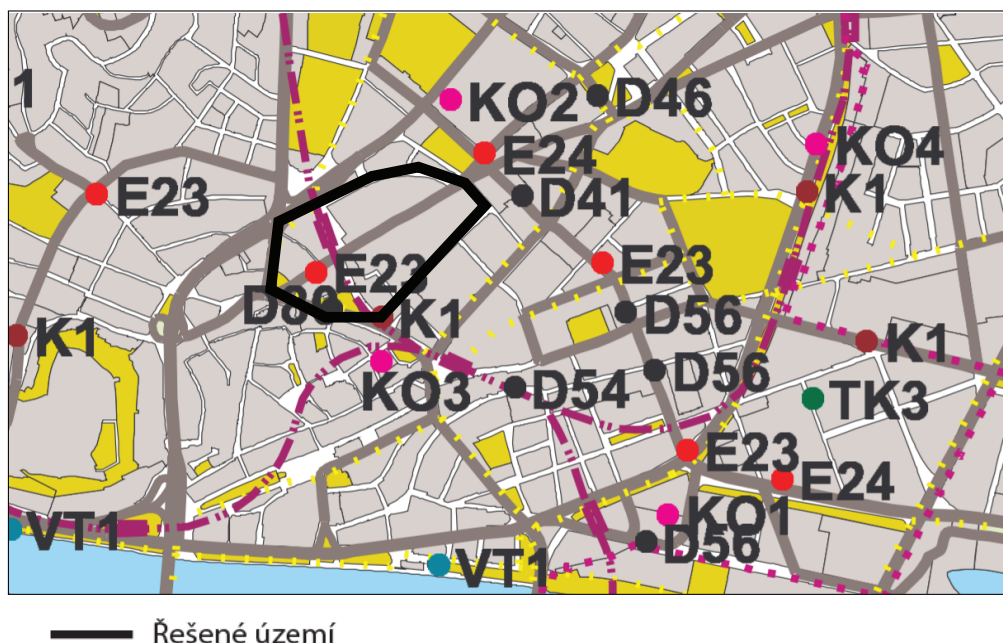 1
KO2
D46
E24
KO4
E23
D41
K1
E23
E23
D56
K1
K1
K1
KO3
D54
D56
TK3
E23
E24
KO1
VT1
D56
VT1
Řešené území